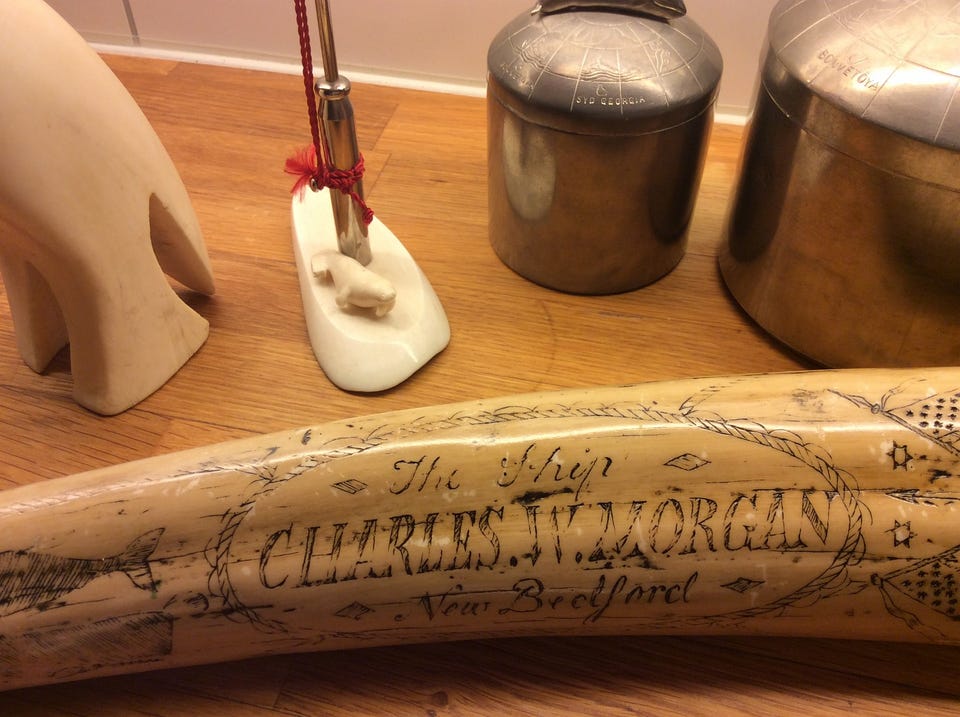 SYD GEORGIA
BOUVETØYA
The Ship
CHARLES.W.MORGAN
New Bedford